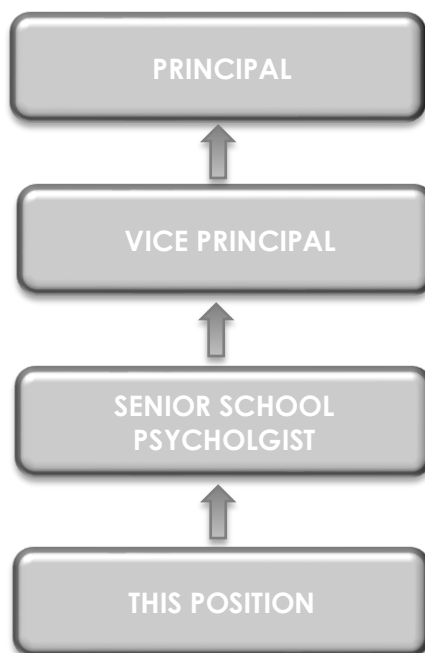 PRINCIPAL
VICE PRINCIPAL
SENIOR SCHOOL
PSYCHOLGIST
THIS POSITION